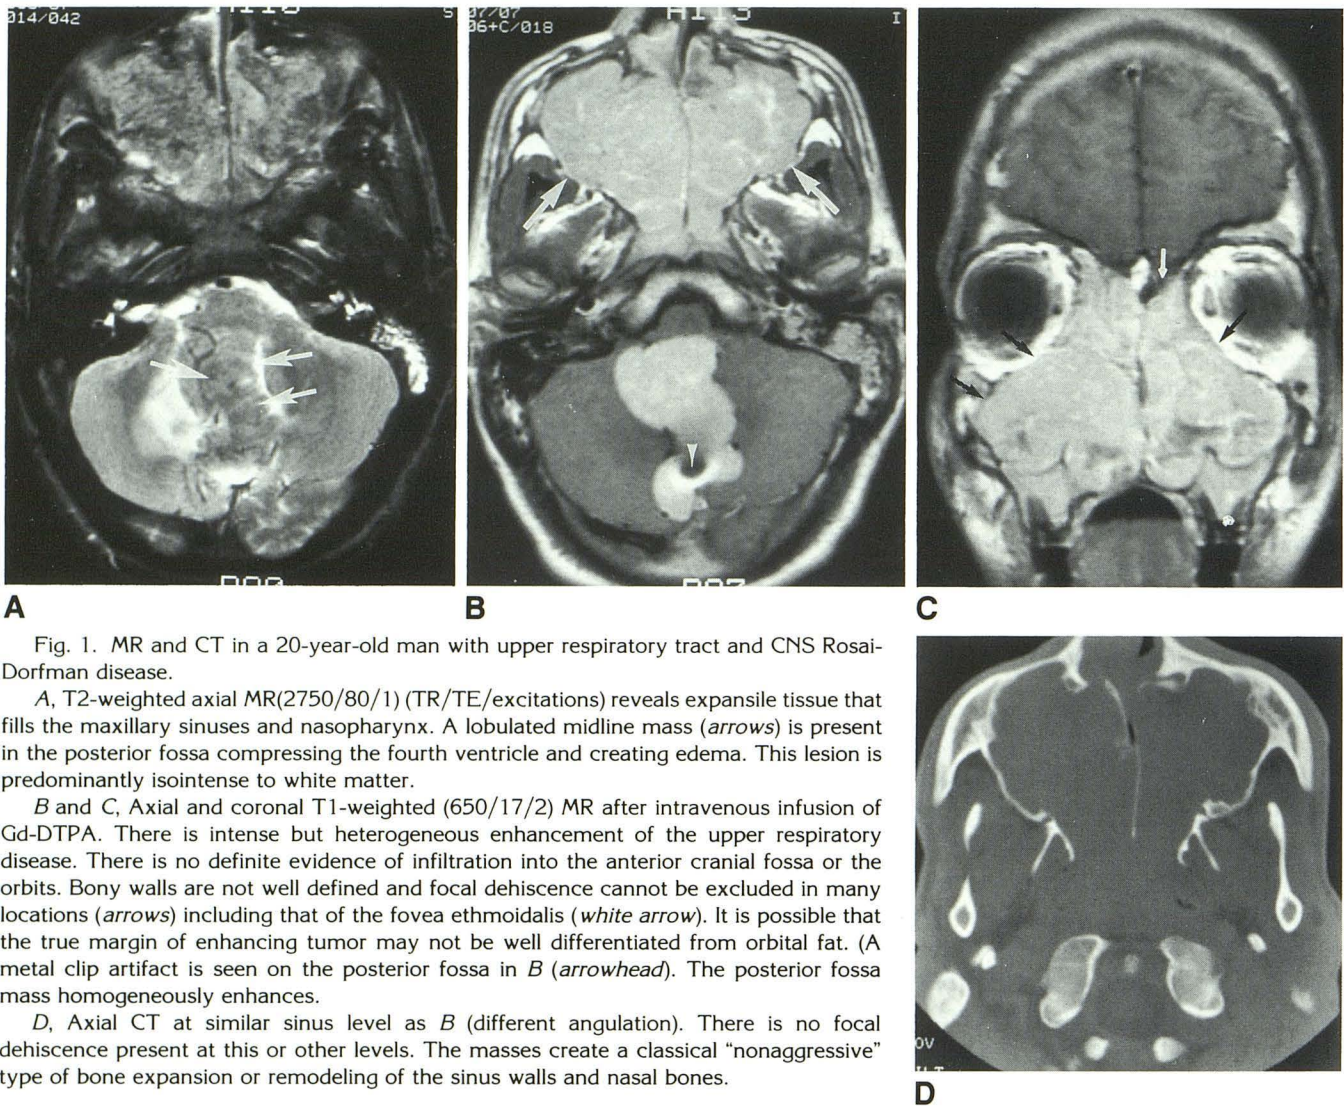 014/042
S
07/07
06+C/018
I
A
B
C
Fig. 1. MR and CT in a 20-year-old man with upper respiratory tract and CNS Rosai-
Dorfman disease.
A, T2-weighted axial MR(2750/80/1) (TR/TE/excitations) reveals expansile tissue that
fills the maxillary sinuses and nasopharynx. A lobulated midline mass (arrows) is present
in the posterior fossa compressing the fourth ventricle and creating edema. This lesion is
predominantly isointense to white matter.
B and C, Axial and coronal T1-weighted (650/17/2) MR after intravenous infusion of
Gd-DTPA. There is intense but heterogeneous enhancement of the upper respiratory
disease. There is no definite evidence of infiltration into the anterior cranial fossa or the
orbits. Bony walls are not well defined and focal dehiscence cannot be excluded in many
locations (arrows) including that of the fovea ethmoidalis (white arrow). It is possible that
the true margin of enhancing tumor may not be well differentiated from orbital fat. (A
metal clip artifact is seen on the posterior fossa in B (arrowhead). The posterior fossa
mass homogeneously enhances.
D, Axial CT at similar sinus level as B (different angulation). There is no focal
dehiscence present at this or other levels. The masses create a classical “nonaggressive”
type of bone expansion or remodeling of the sinus walls and nasal bones.
OV
D